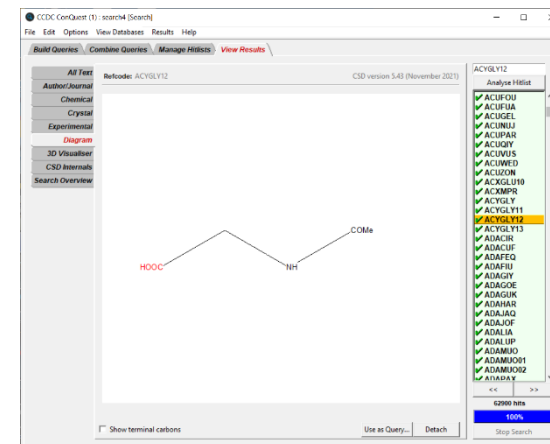 CCDC ConQuest (1) : search4 [Search]
File Edit Options View Databases Results Help
Build Queries Combine Queries Manage Hitlists View Results
All Text
Author/Journal
Chemical
Crystal
Experimental
Diagram
3D Visualiser
CSD Internals
Search Overview
Refcode: ACYGLY12 CSD version 5.43 (November 2021)
COMe
HOOC
NH
Show terminal carbons Use as Query... Detach
ACYGLY12
Analyse Hitlist
ACUFOU
ACUFUA
ACUGEL
ACUNUJ
ACUPAR
ACUQIY
ACUVUS
ACUWED
ACUZON
ACXGLU10
ACXMPR
ACYGLY
ACYGLY11
ACYGLY12
ACYGLY13
ADACIR
ADACUF
ADAFEQ
ADAFIU
ADAGIY
ADAGOE
ADAGUK
ADAHAR
ADAJAQ
ADAJOF
ADALIA
ADALUP
ADAMUO
ADAMUO01
ADAMUO02
ADAPAX
<< >>
62900 hits
100%
Stop Search